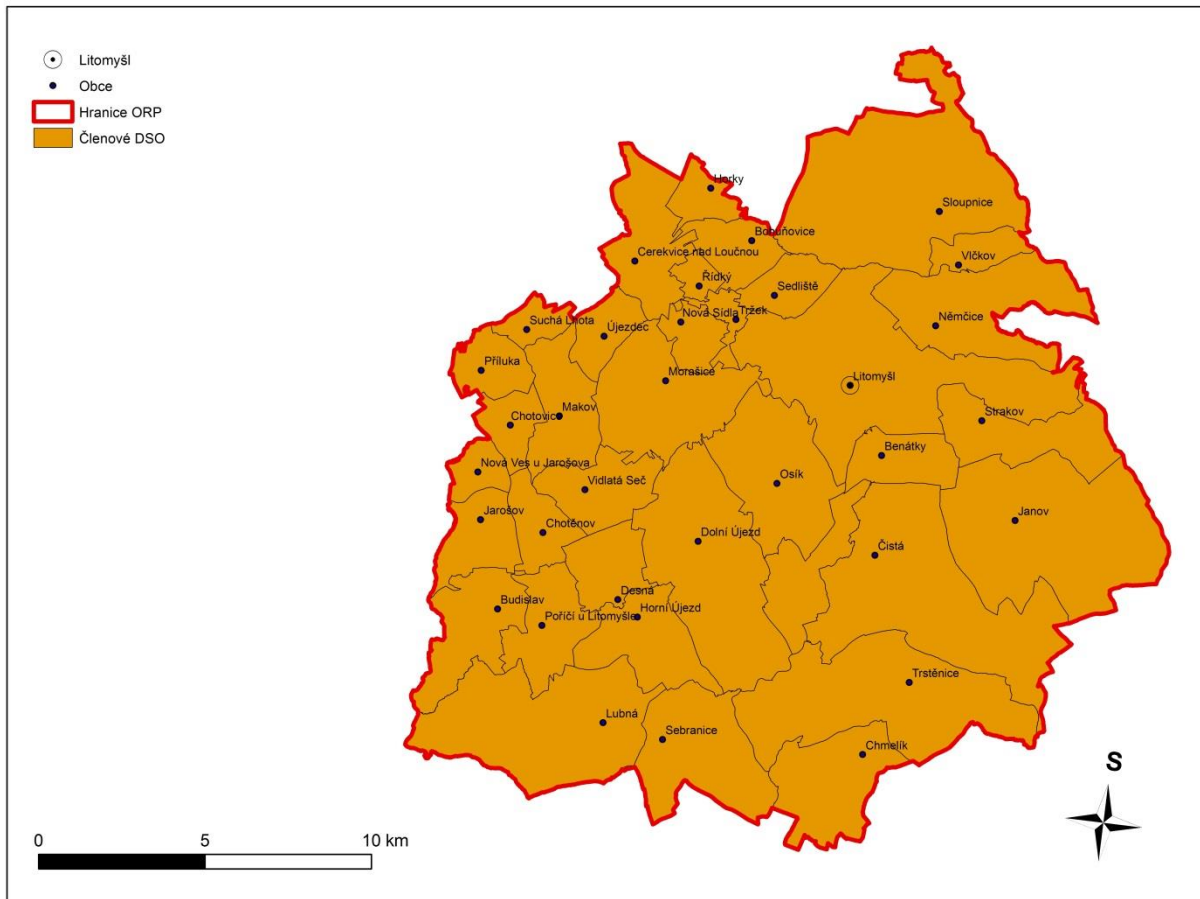 Litomyšl
Obce
Hranice ORP
Členové DSO
Horky
Sloupnice
Bohuňovice
Cerekvice nad Loučnou
Vlčkov
Řídký
Sedliště
Nová Sídla
Tržek
Němčice
Suchá Lhota
Újezdec
Příluka
Morašice
Litomyšl
Makov
Chotovice
Strakov
Benátky
Nová Ves u Jarošova
Vidlatá Seč
Osík
Jarošov
Chotěnov
Janov
Dolní Újezd
Čistá
Desná
Budislav
Horní Újezd
Poříčí u Litomyšle
Trstěnice
Lubná
Sebranice
Chmelík
S
0 5 10 km